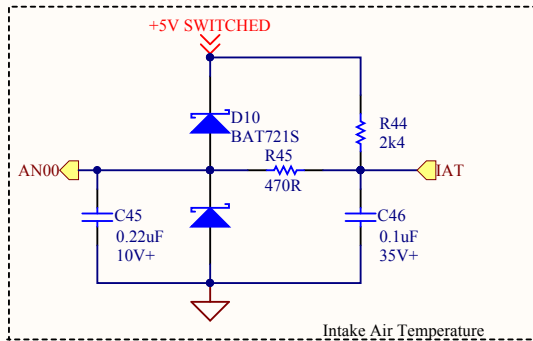 +5V SWITCHED
D10
BAT721S
R44
2k4
R45
470R
AN00
IAT
C45
0.22uF
10V+
C46
0.1uF
35V+
Intake Air Temperature